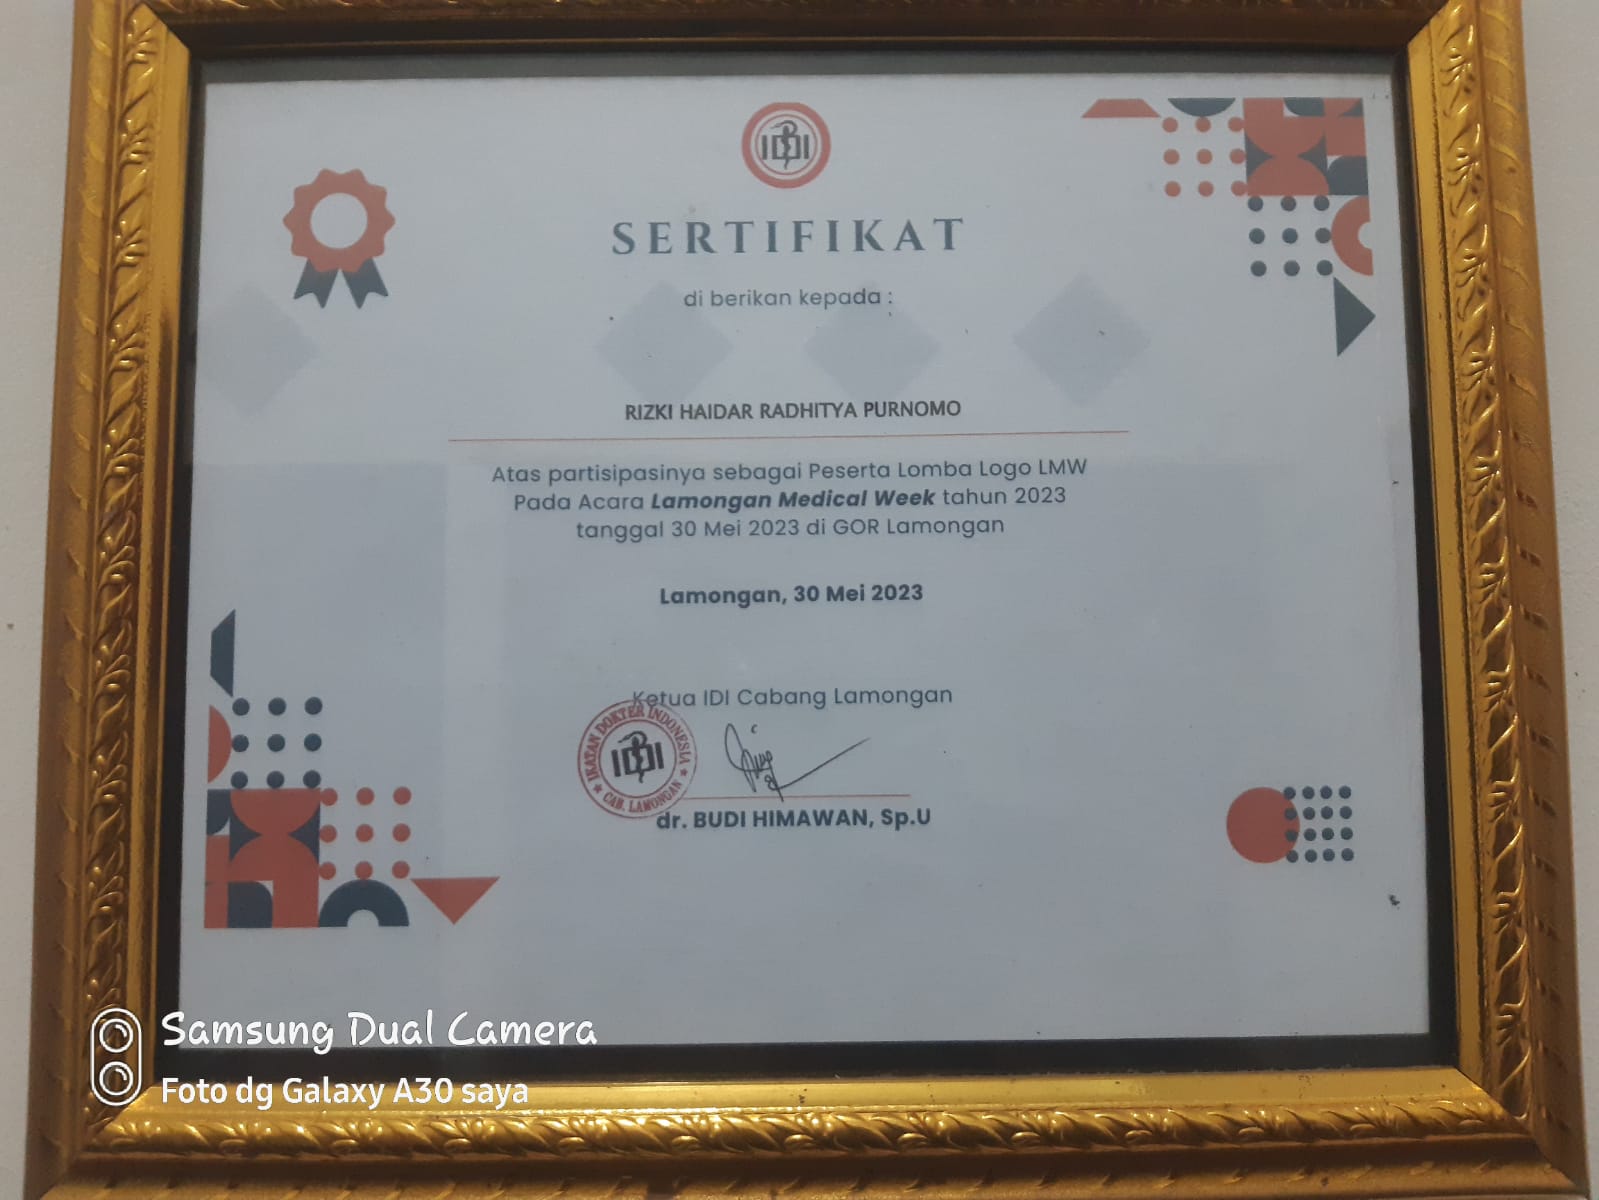 IDI
SERTIFIKAT
di berikan kepada :
RIZKI HAIDAR RADHITYA PURNOMO
Atas partisipasinya sebagai Peserta Lomba Logo LMW
Pada Acara Lamongan Medical Week tahun 2023
tanggal 30 Mei 2023 di GOR Lamongan
Lamongan, 30 Mei 2023
Ketua IDI Cabang Lamongan
IKATAN DOKTER INDONESIA
IDI
CAB. LAMONGAN
dr. BUDI HIMAWAN, Sp.U
Samsung Dual Camera
Foto dg Galaxy A30 saya